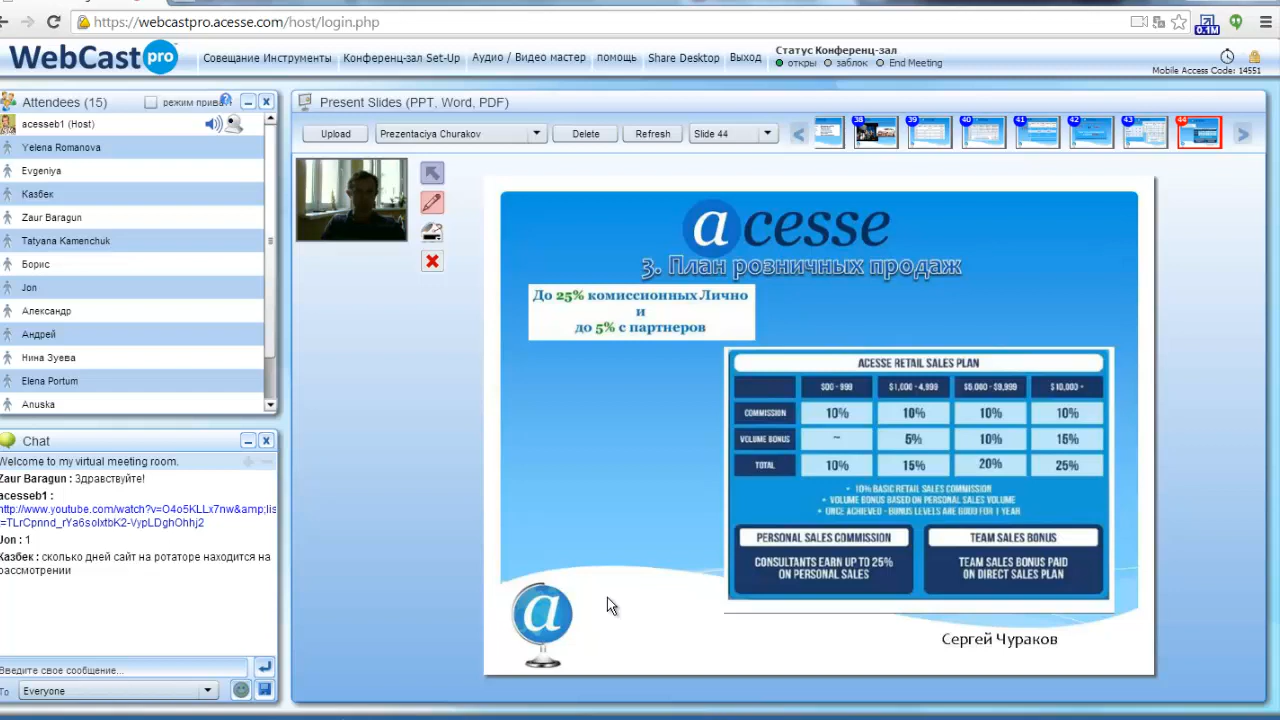 https://webcastpro.acesse.com/host/login.php
0.1M
WebCast pro
Совещание Инструменты
Конференц-зал Set-Up
Аудио / Видео мастер
помощь
Share Desktop
Выход
Статус Конференц-зал
откры
заблок
End Meeting
Mobile Access Code: 14551
Attendees (15)
acesseb1 (Host)
Yelena Romanova
Evgeniya
Казбек
Zaur Baragun
Tatyana Kamenchuk
Борис
Jon
Александр
Андрей
Нина Зуева
Elena Portum
Anuska
Chat
Welcome to my virtual meeting room.
Zaur Baragun : Здравствуйте!
acesseb1 :
http://www.youtube.com/watch?v=O4o5KLLx7nw&amp;lis
=TLrCpnnd_rYa6solxtbK2-VypLDghOhhj2
Jon : 1
Казбек : сколько дней сайт на ротаторе находится на
рассмотрении
Введите свое сообщение...
То
Everyone
Present Slides (PPT, Word, PDF)
Upload
Prezentaciya Churakov
Delete
Refresh
Slide 44
38
39
40
41
42
43
44
acesse
3. План розничных продаж
До 25% комиссионных Лично
и
до 5% с партнеров
ACESSE RETAIL SALES PLAN
$00 - 999 $1,000 - 4,999 $5,000 - $9,999 $10,000 +
COMMISSION 10% 10% 10% 10%
VOLUME BONUS ~ 5% 10% 15%
TOTAL 10% 15% 20% 25%
• 10% BASIC RETAIL SALES COMMISSION
• VOLUME BONUS BASED ON PERSONAL SALES VOLUME
• ONCE ACHIEVED - BONUS LEVELS ARE GOOD FOR 1 YEAR
PERSONAL SALES COMMISSION
CONSULTANTS EARN UP TO 25%
ON PERSONAL SALES
TEAM SALES BONUS
TEAM SALES BONUS PAID
ON DIRECT SALES PLAN
a
Сергей Чураков